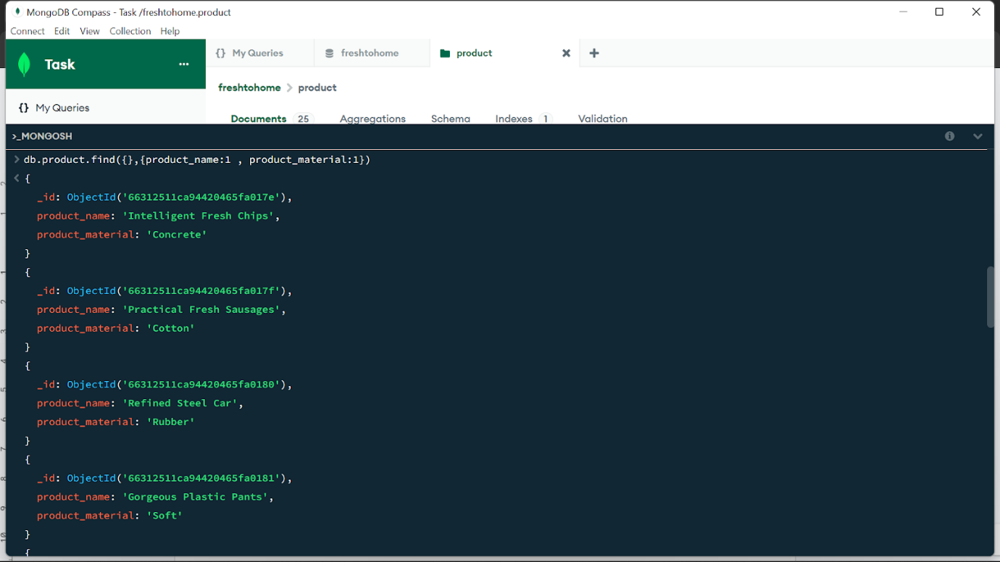 MongoDB Compass - Task /freshtohome.product
Connect Edit View Collection Help
Task ...
My Queries
{} My Queries
freshtohome
product
freshtohome > product
Documents 25 Aggregations Schema Indexes 1 Validation
>_MONGOSH
> db.product.find({},{product_name:1 , product_material:1})
< {
_id: ObjectId('66312511ca94420465fa017e'),
product_name: 'Intelligent Fresh Chips',
product_material: 'Concrete'
}
{
_id: ObjectId('66312511ca94420465fa017f'),
product_name: 'Practical Fresh Sausages',
product_material: 'Cotton'
}
{
_id: ObjectId('66312511ca94420465fa0180'),
product_name: 'Refined Steel Car',
product_material: 'Rubber'
}
{
_id: ObjectId('66312511ca94420465fa0181'),
product_name: 'Gorgeous Plastic Pants',
product_material: 'Soft'
}
{